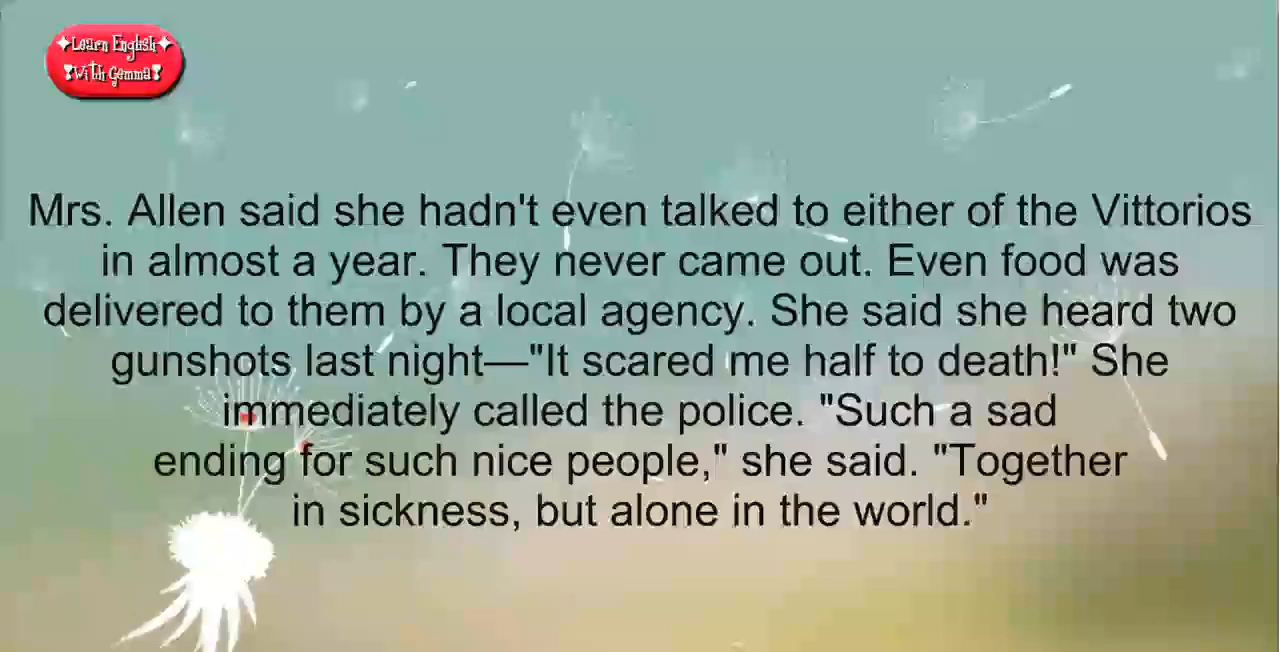 Learn English
With Gemma
Mrs. Allen said she hadn't even talked to either of the Vittorios
in almost a year. They never came out. Even food was
delivered to them by a local agency. She said she heard two
gunshots last night—"It scared me half to death!" She
immediately called the police. "Such a sad
ending for such nice people," she said. "Together
in sickness, but alone in the world."